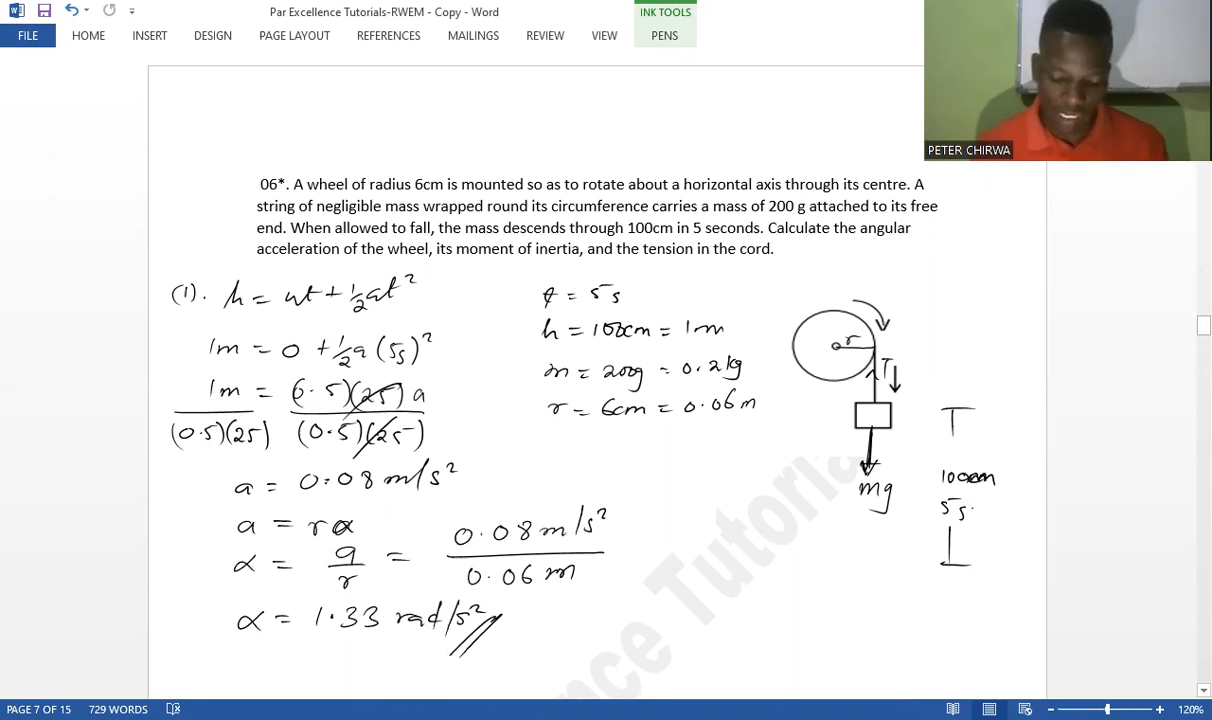 Par Excellence Tutorials-RWEM - Copy - Word
INK TOOLS
FILE HOME INSERT DESIGN PAGE LAYOUT REFERENCES MAILINGS REVIEW VIEW PENS
PETER CHIRWA
06*. A wheel of radius 6cm is mounted so as to rotate about a horizontal axis through its centre. A
string of negligible mass wrapped round its circumference carries a mass of 200 g attached to its free
end. When allowed to fall, the mass descends through 100cm in 5 seconds. Calculate the angular
acceleration of the wheel, its moment of inertia, and the tension in the cord.
(1). h = ut + 1/2 at²
1m = 0 + 1/2 a (5s)²
1m = (0.5)(25) a
(0.5)(25) (0.5)(25)
a = 0.08 m/s²
a = rα
α = a/r = 0.08 m/s² / 0.06 m
α = 1.33 rad/s²
t = 5s
h = 100cm = 1m
m = 200g = 0.2kg
r = 6cm = 0.06m
r
T
mg
100cm
5s.
ence Tutorial
PAGE 7 OF 15 729 WORDS 120%